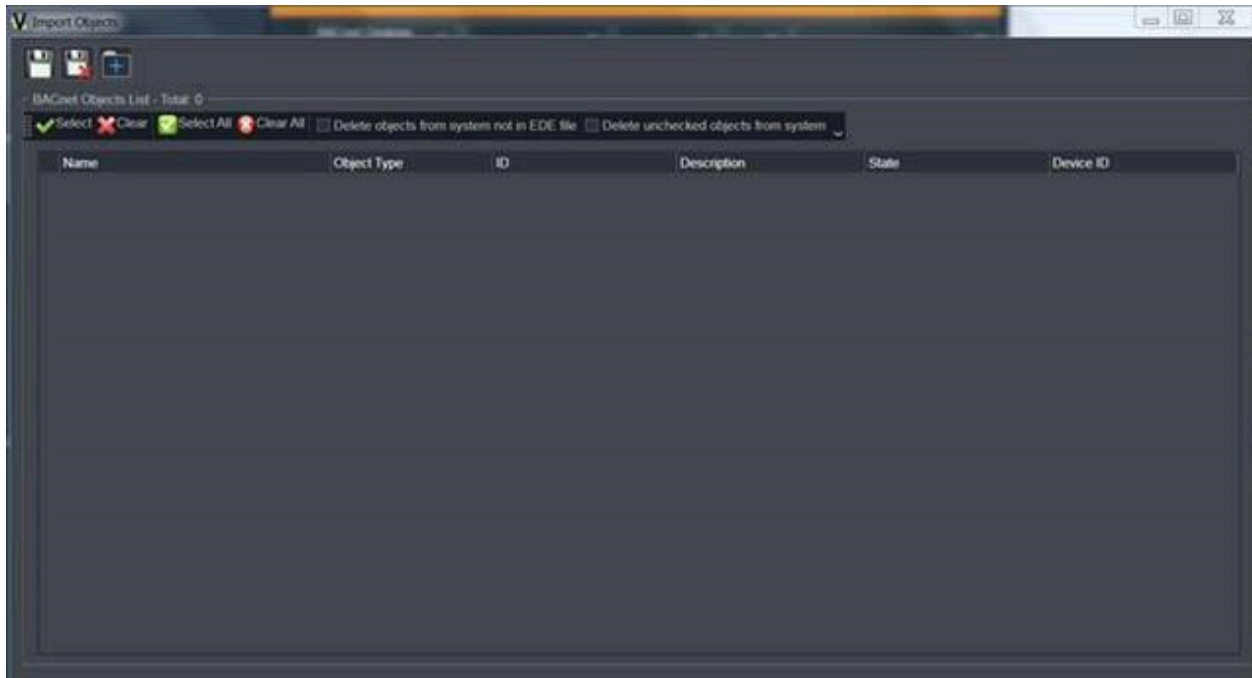 Import Objects
BACnet Objects List - Total: 0
Select Clear Select All Clear All Delete objects from system not in EDE file Delete unchecked objects from system
Name Object Type ID Description State Device ID